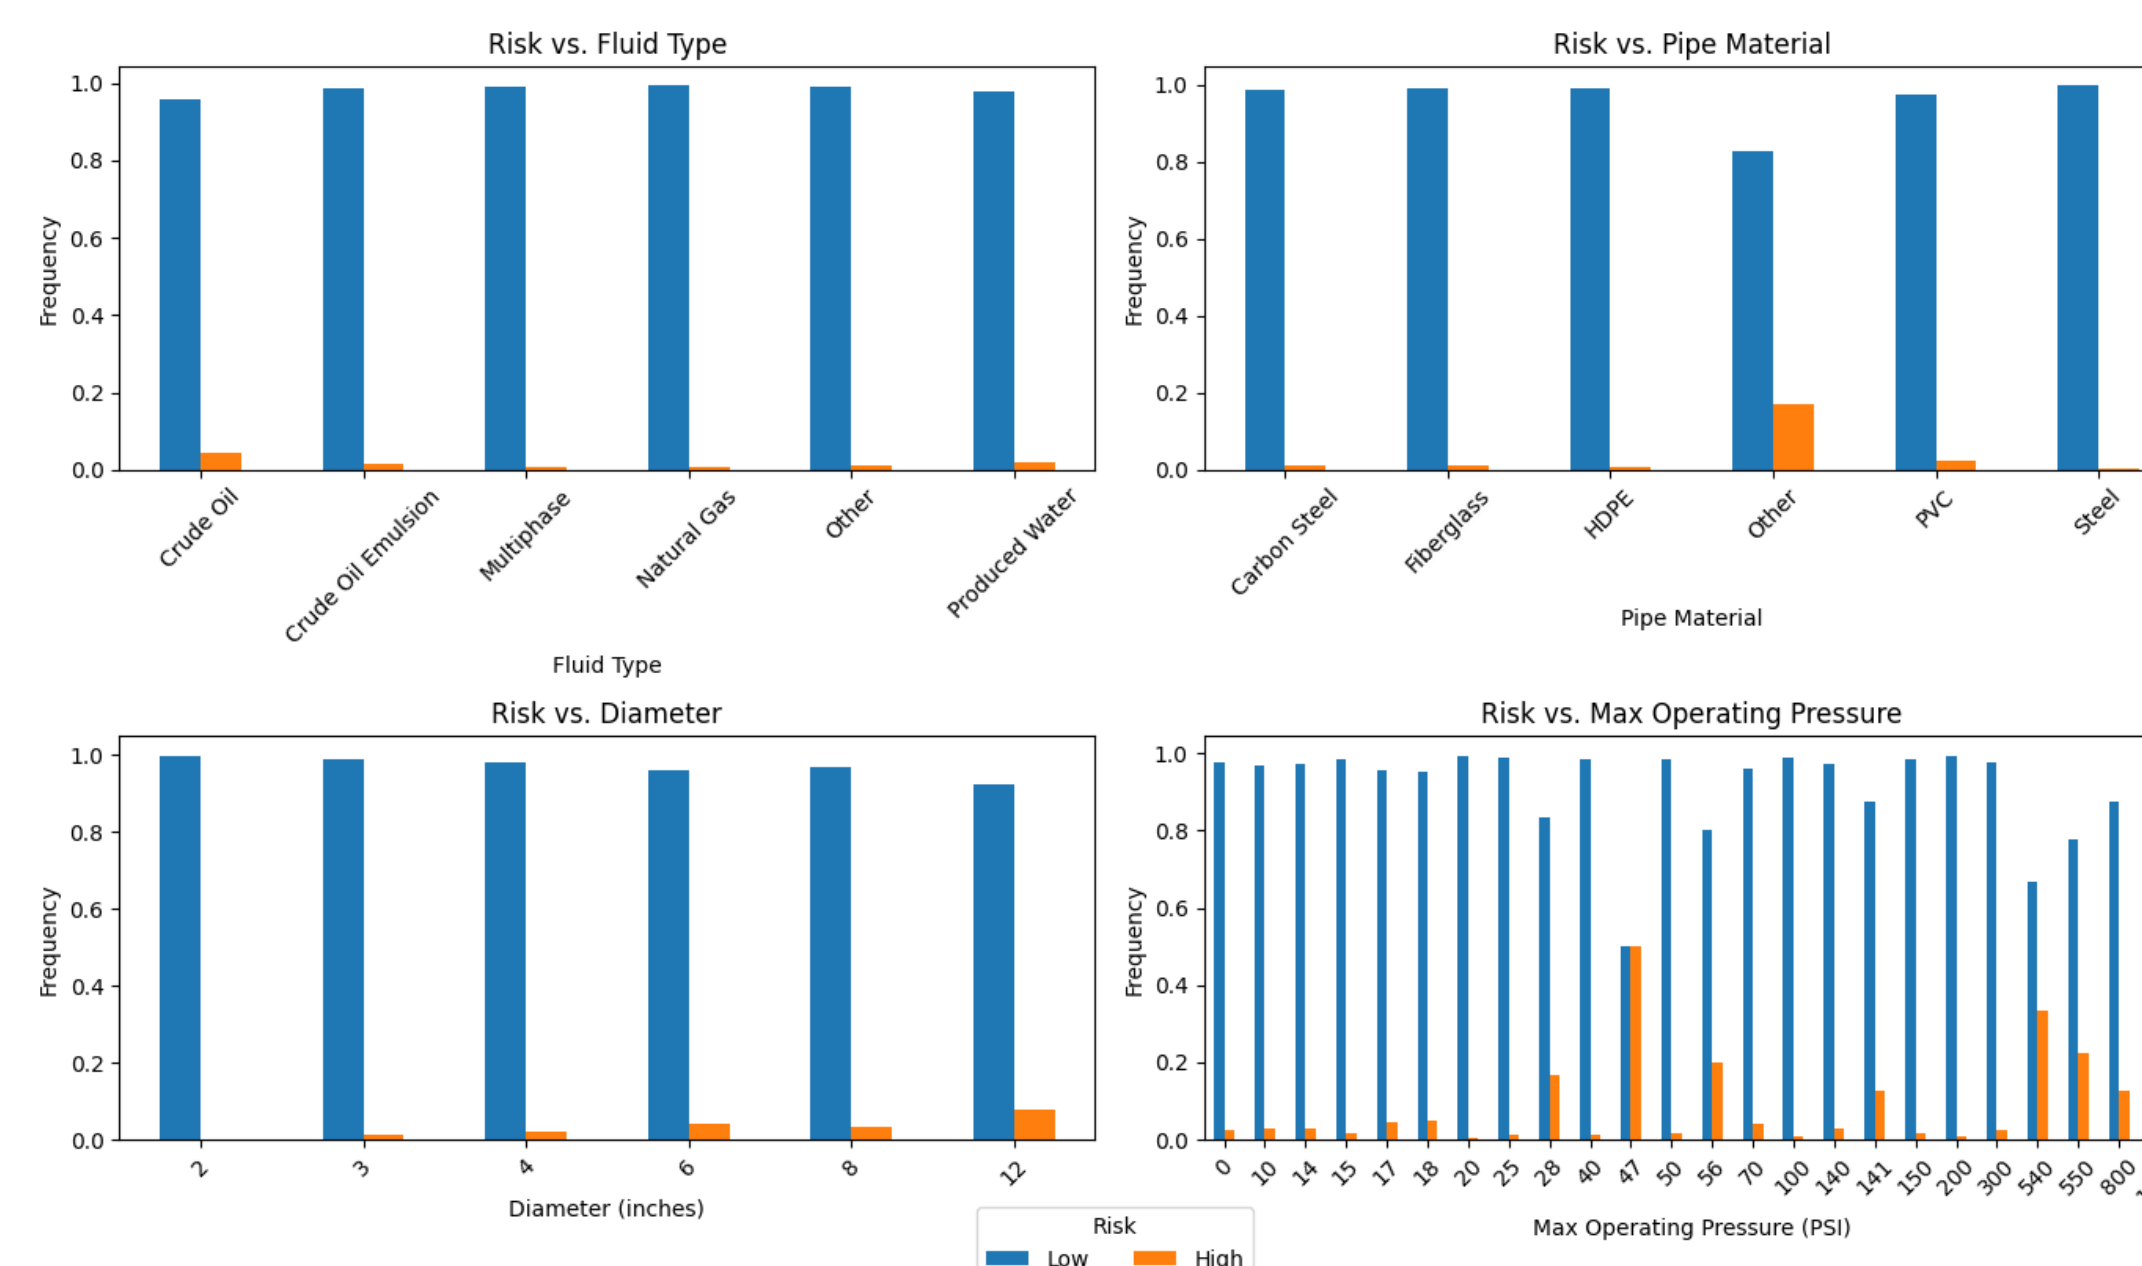 Risk vs. Fluid Type
1.0
0.8
0.6
0.4
0.2
0.0
Frequency
Crude Oil
Crude Oil Emulsion
Multiphase
Natural Gas
Other
Produced Water
Fluid Type
Risk vs. Pipe Material
1.0
0.8
0.6
0.4
0.2
0.0
Frequency
Carbon Steel
Fiberglass
HDPE
Other
PVC
Steel
Pipe Material
Risk vs. Diameter
1.0
0.8
0.6
0.4
0.2
0.0
Frequency
2
3
4
6
8
12
Diameter (inches)
Risk vs. Max Operating Pressure
1.0
0.8
0.6
0.4
0.2
0.0
Frequency
0
10
14
15
17
18
20
25
28
40
47
50
56
70
100
140
141
150
200
300
540
550
800
Max Operating Pressure (PSI)
Risk
Low
High